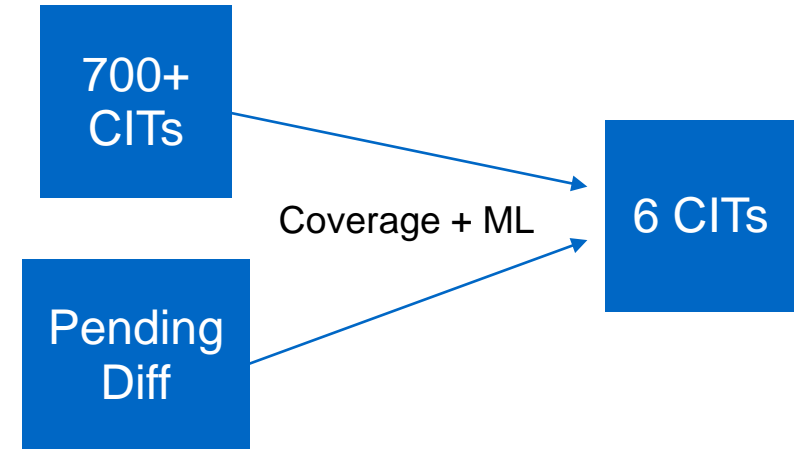 700+
CITs
Coverage + ML
6 CITs
Pending
Diff